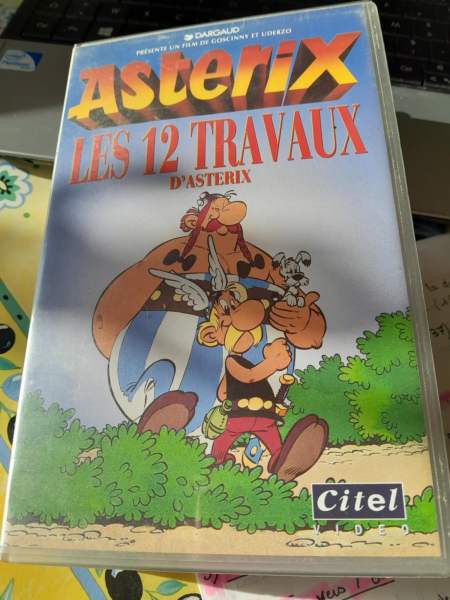 DARGAUD
PRÉSENTE UN FILM DE GOSCINNY ET UDERZO
Asterix
LES 12 TRAVAUX
D'ASTERIX
Citel
VIDEO